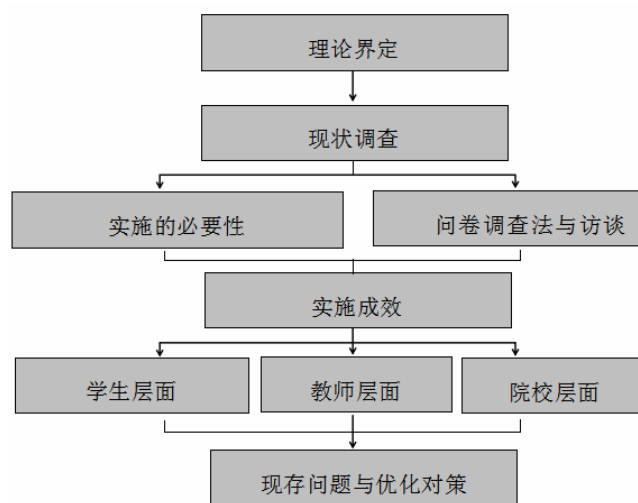 理论界定
现状调查
实施的必要性
问卷调查法与访谈
实施成效
学生层面
教师层面
院校层面
现存问题与优化对策